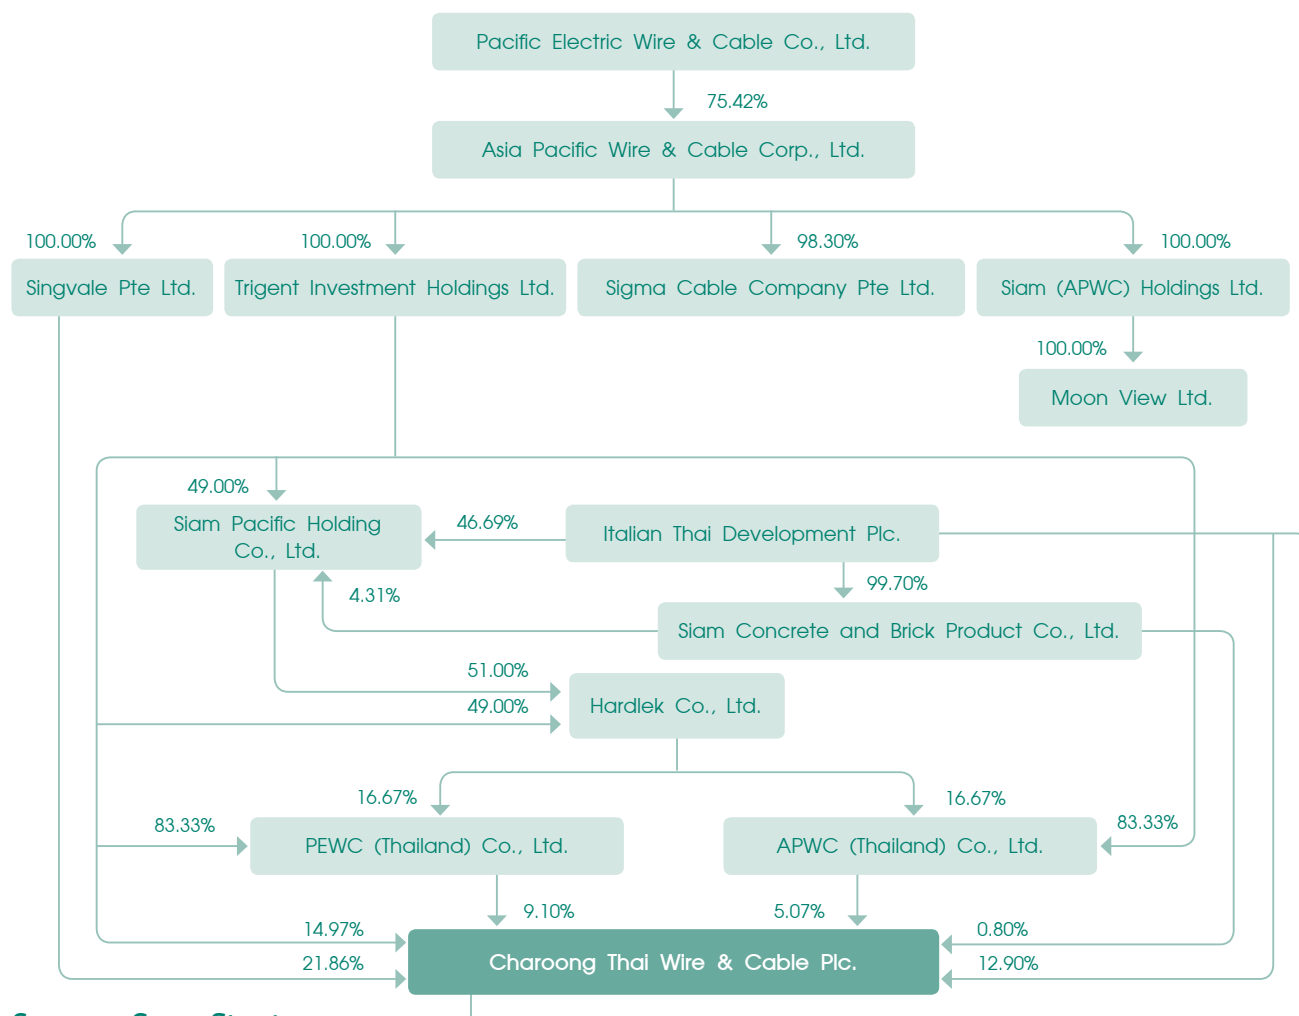 Pacific Electric Wire & Cable Co., Ltd.
75.42%
Asia Pacific Wire & Cable Corp., Ltd.
100.00%
100.00%
98.30%
100.00%
Singvale Pte Ltd.
Trigent Investment Holdings Ltd.
Sigma Cable Company Pte Ltd.
Siam (APWC) Holdings Ltd.
100.00%
Moon View Ltd.
49.00%
Siam Pacific Holding
Co., Ltd.
46.69%
Italian Thai Development Plc.
4.31%
99.70%
Siam Concrete and Brick Product Co., Ltd.
51.00%
49.00%
Hardlek Co., Ltd.
16.67%
16.67%
83.33%
83.33%
PEWC (Thailand) Co., Ltd.
APWC (Thailand) Co., Ltd.
9.10%
5.07%
14.97%
0.80%
21.86%
12.90%
Charoong Thai Wire & Cable Plc.